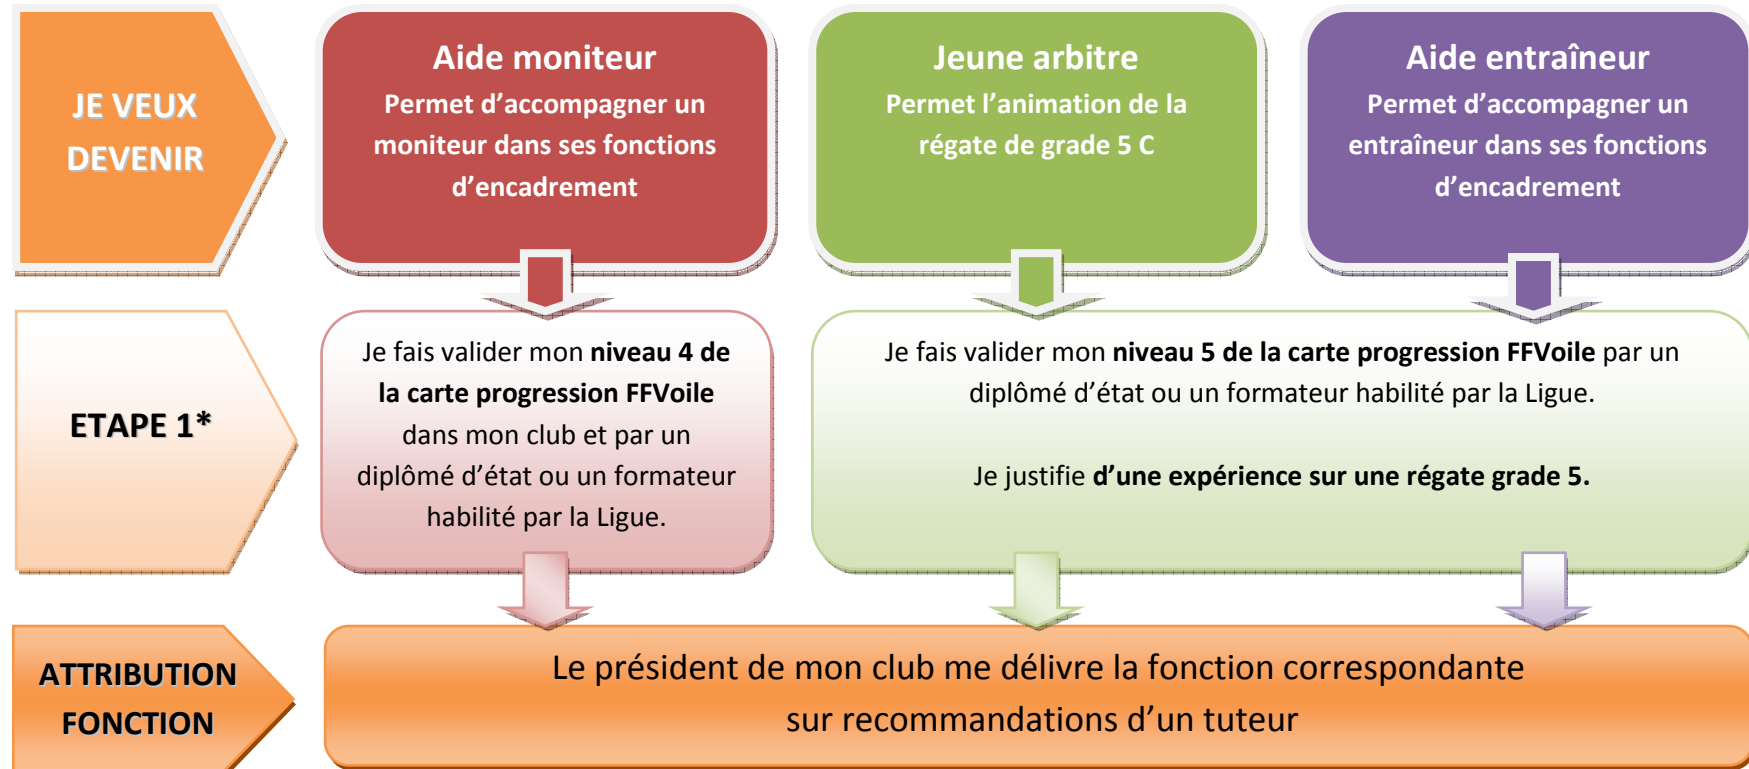 JE VEUX
DEVENIR
Aide moniteur
Permet d’accompagner un
moniteur dans ses fonctions
d’encadrement
Jeune arbitre
Permet l’animation de la
régate de grade 5 C
Aide entraîneur
Permet d’accompagner un
entraîneur dans ses fonctions
d’encadrement
ETAPE 1*
Je fais valider mon niveau 4 de
la carte progression FFVoile
dans mon club et par un
diplômé d’état ou un formateur
habilité par la Ligue.
Je fais valider mon niveau 5 de la carte progression FFVoile par un
diplômé d’état ou un formateur habilité par la Ligue.
Je justifie d’une expérience sur une régate grade 5.
ATTRIBUTION
FONCTION
Le président de mon club me délivre la fonction correspondante
sur recommandations d’un tuteur